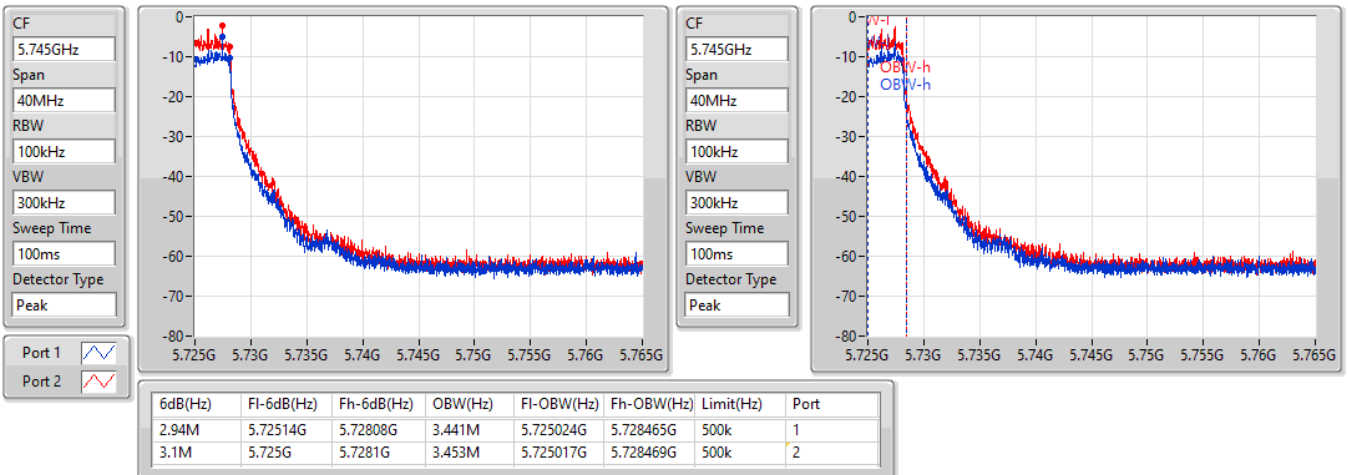 CF
5.745GHz
Span
40MHz
RBW
100kHz
VBW
300kHz
Sweep Time
100ms
Detector Type
Peak
Port 1
Port 2
0
-10
-20
-30
-40
-50
-60
-70
-80
5.725G 5.73G 5.735G 5.74G 5.745G 5.75G 5.755G 5.76G 5.765G
CF
5.745GHz
Span
40MHz
RBW
100kHz
VBW
300kHz
Sweep Time
100ms
Detector Type
Peak
0
-10
-20
-30
-40
-50
-60
-70
-80
W-l
OBW-h
OBW-h
5.725G 5.73G 5.735G 5.74G 5.745G 5.75G 5.755G 5.76G 5.765G
6dB(Hz) Fl-6dB(Hz) Fh-6dB(Hz) OBW(Hz) Fl-OBW(Hz) Fh-OBW(Hz) Limit(Hz) Port
2.94M 5.72514G 5.72808G 3.441M 5.725024G 5.728465G 500k 1
3.1M 5.725G 5.7281G 3.453M 5.725017G 5.728469G 500k 2